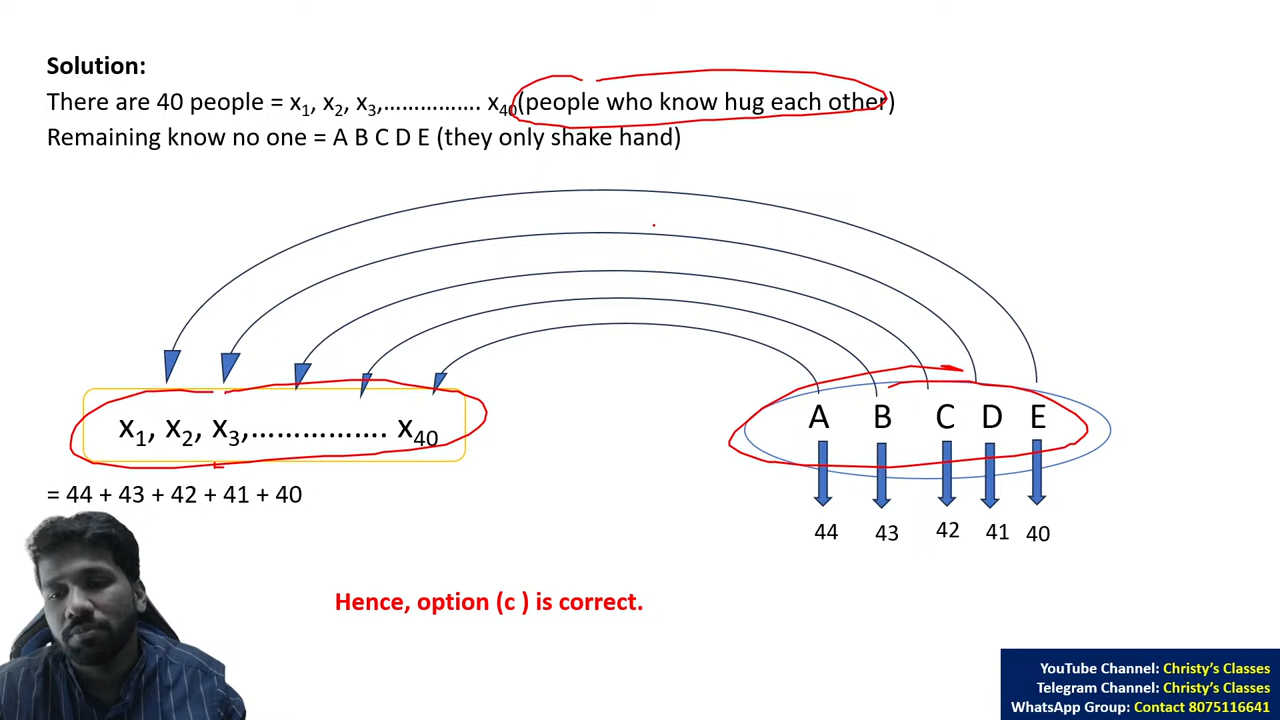 Solution:
There are 40 people = x₁, x₂, x₃,……………. x₄₀(people who know hug each other)
Remaining know no one = A B C D E (they only shake hand)
x₁, x₂, x₃,……………. x₄₀
A B C D E
= 44 + 43 + 42 + 41 + 40
44 43 42 41 40
Hence, option (c ) is correct.
YouTube Channel: Christy’s Classes
Telegram Channel: Christy’s Classes
WhatsApp Group: Contact 8075116641